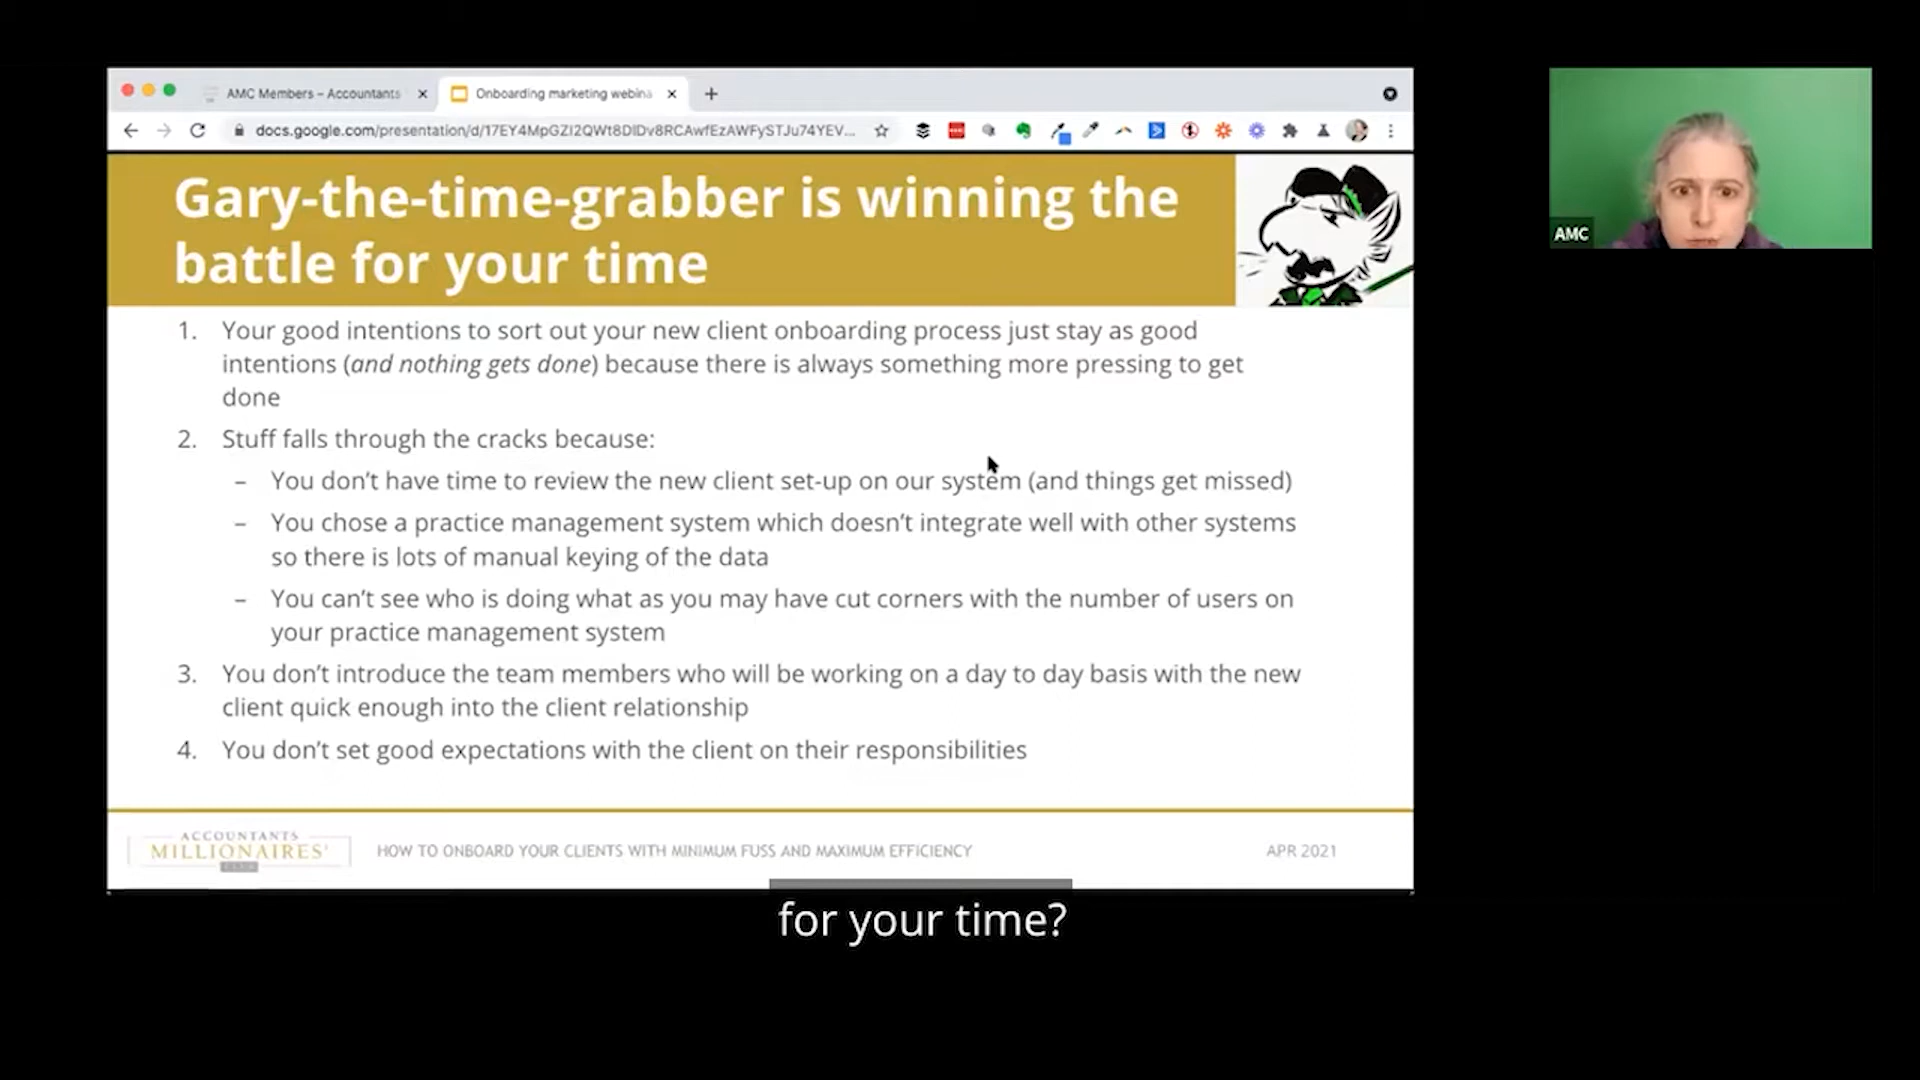 AMC Members – Accountants
Onboarding marketing webina
docs.google.com/presentation/d/17EY4MpGZI2QWt8DIDv8RCAwfEzAWFySTJu74YEV...
Gary-the-time-grabber is winning the
battle for your time
AMC
1. Your good intentions to sort out your new client onboarding process just stay as good
intentions (and nothing gets done) because there is always something more pressing to get
done
2. Stuff falls through the cracks because:
– You don't have time to review the new client set-up on our system (and things get missed)
– You chose a practice management system which doesn't integrate well with other systems
so there is lots of manual keying of the data
– You can't see who is doing what as you may have cut corners with the number of users on
your practice management system
3. You don't introduce the team members who will be working on a day to day basis with the new
client quick enough into the client relationship
4. You don't set good expectations with the client on their responsibilities
ACCOUNTANTS
MILLIONAIRES'
HOW TO ONBOARD YOUR CLIENTS WITH MINIMUM FUSS AND MAXIMUM EFFICIENCY
APR 2021
for your time?